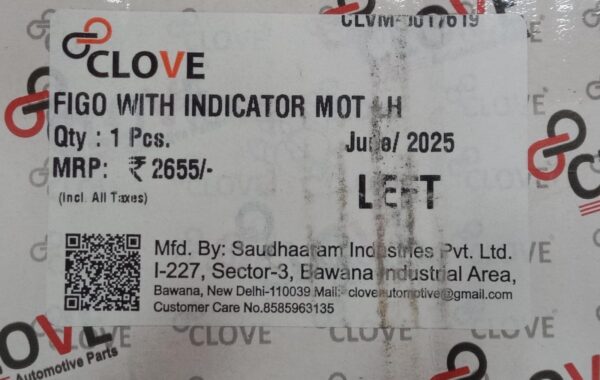 CLVM-0017619
CLOVE
FIGO WITH INDICATOR MOT LH
Qty : 1 Pcs.
June/ 2025
MRP: ₹ 2655/-
(Incl. All Taxes)
LEFT
Mfd. By: Saudhaaram Industries Pvt. Ltd.
I-227, Sector-3, Bawana Industrial Area,
Bawana, New Delhi-110039 Mail:- cloveautomotive@gmail.com
Customer Care No.8585963135
CLOVE
Automotive Parts